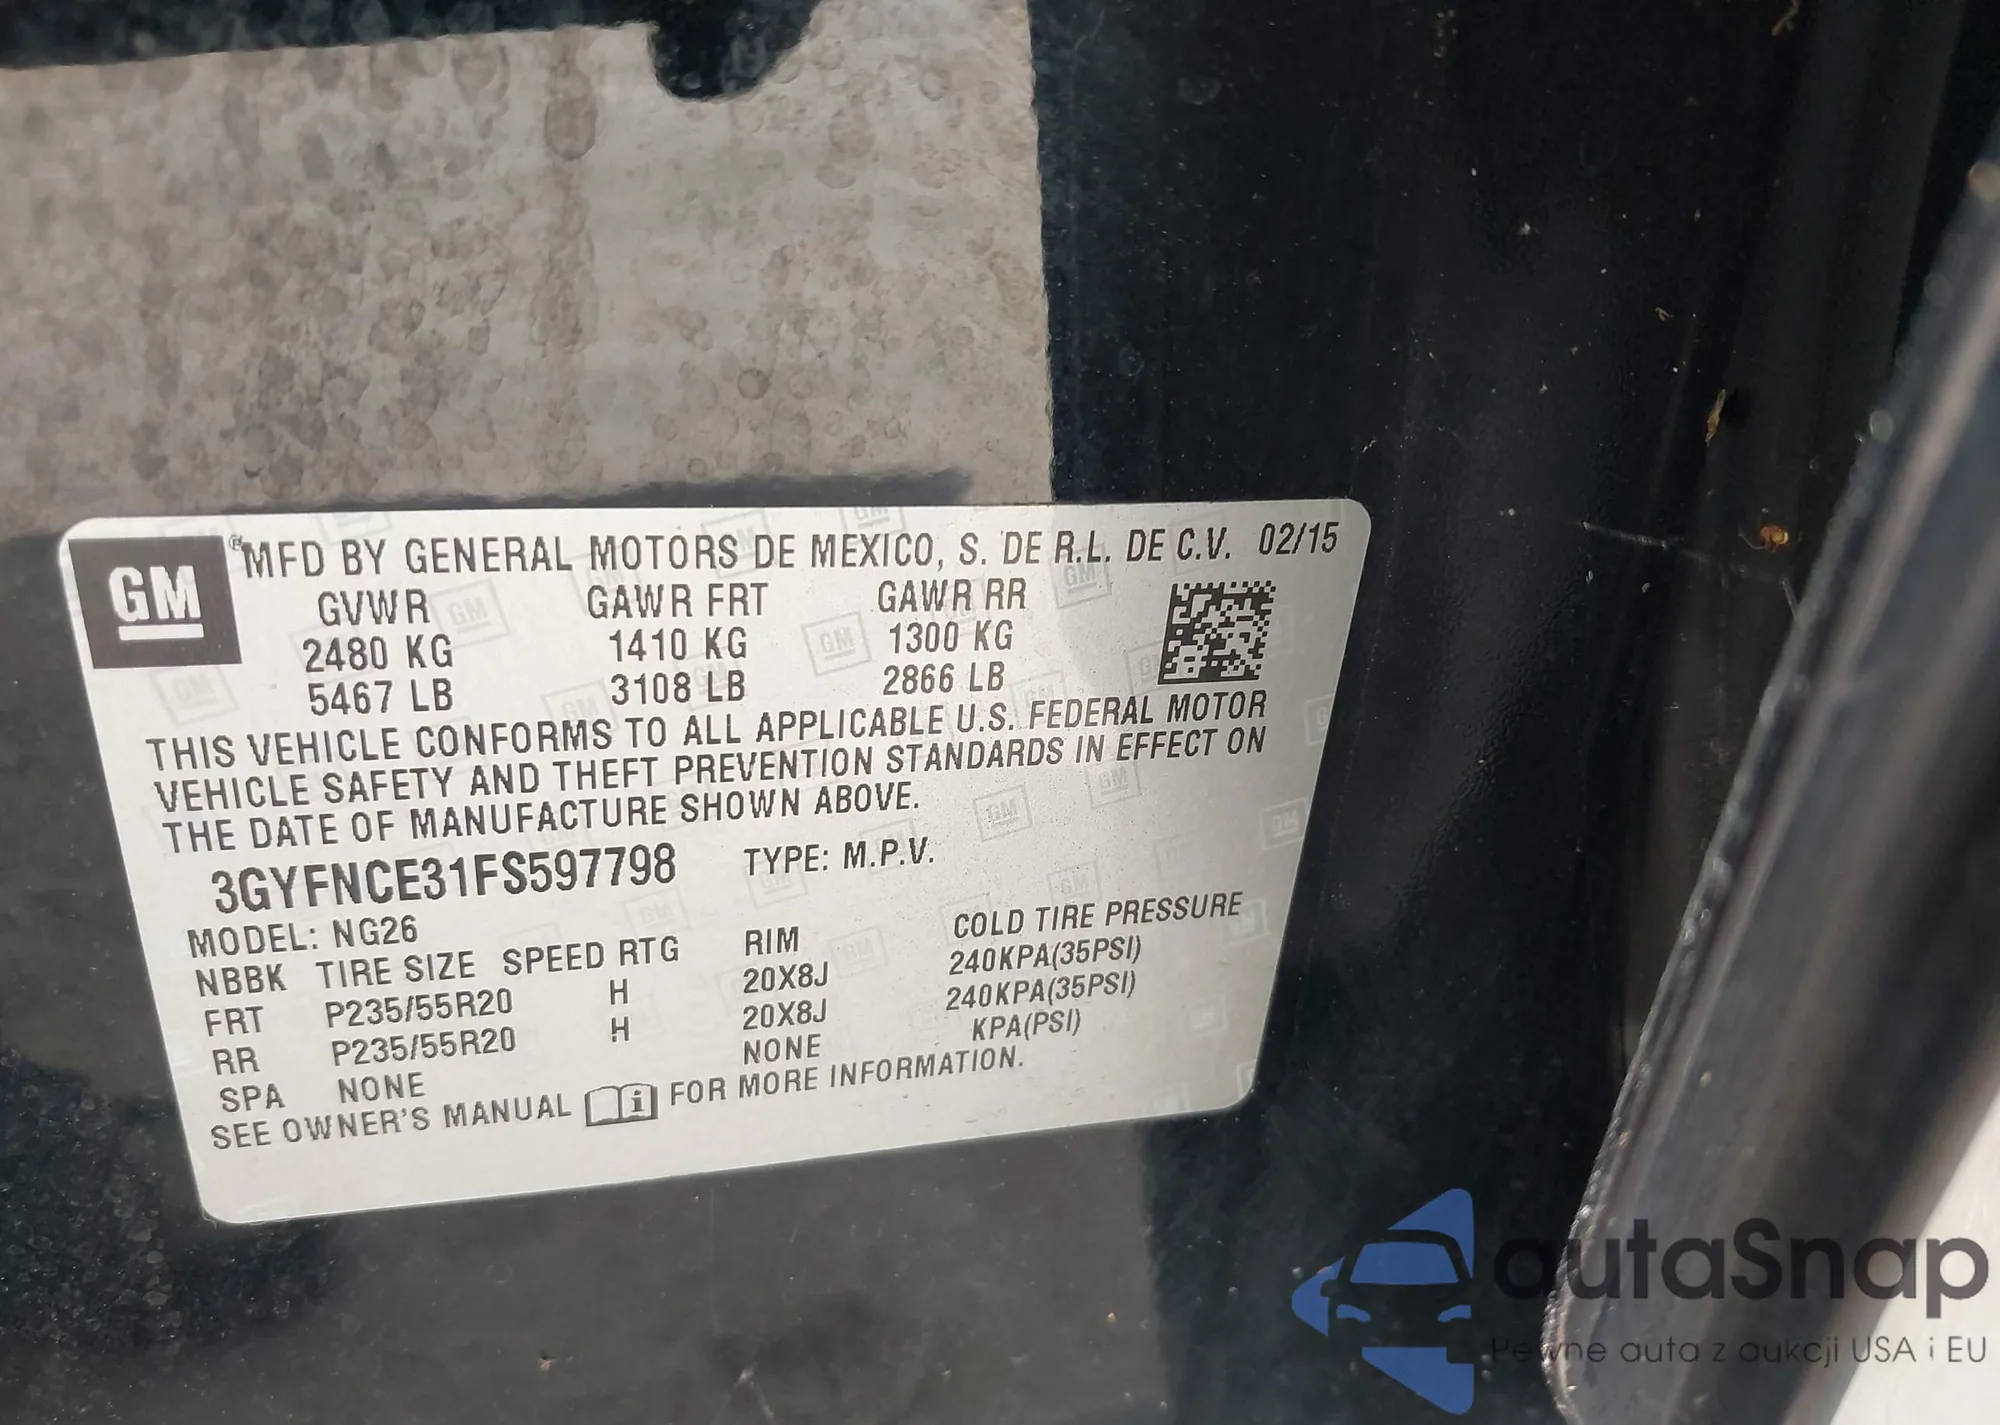 GM
® MFD BY GENERAL MOTORS DE MEXICO, S. DE R.L. DE C.V. 02/15
GVWR GAWR FRT GAWR RR
2480 KG 1410 KG 1300 KG
5467 LB 3108 LB 2866 LB
THIS VEHICLE CONFORMS TO ALL APPLICABLE U.S. FEDERAL MOTOR
VEHICLE SAFETY AND THEFT PREVENTION STANDARDS IN EFFECT ON
THE DATE OF MANUFACTURE SHOWN ABOVE.
3GYFNCE31FS597798 TYPE: M.P.V.
MODEL: NG26
NBBK TIRE SIZE SPEED RTG RIM COLD TIRE PRESSURE
FRT P235/55R20 H 20X8J 240KPA(35PSI)
RR P235/55R20 H 20X8J 240KPA(35PSI)
SPA NONE NONE KPA(PSI)
SEE OWNER'S MANUAL i FOR MORE INFORMATION.
autaSnap
Pewne auta z aukcji USA i EU